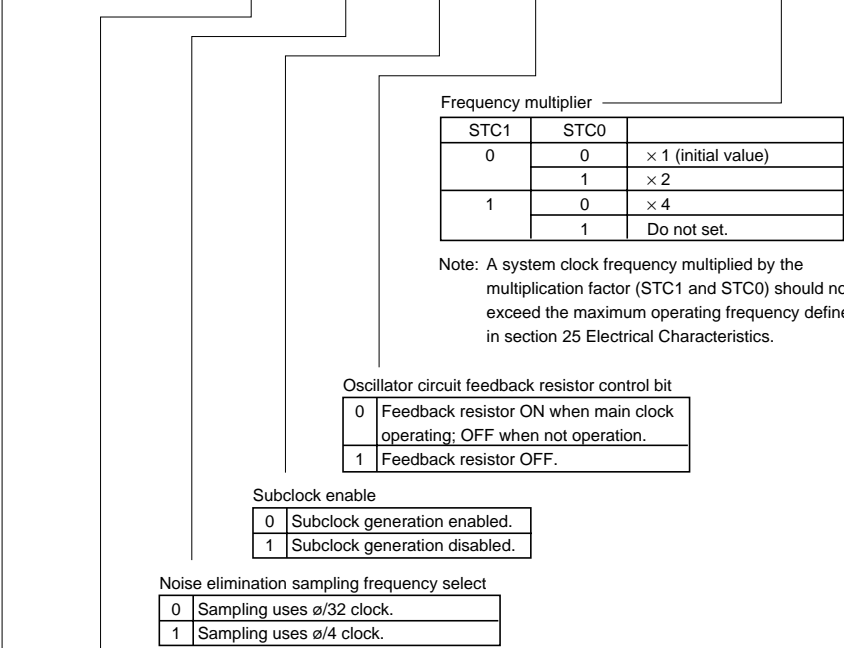 Frequency multiplier
STC1 STC0
0 0 × 1 (initial value)
1 × 2
1 0 × 4
1 Do not set.
Note: A system clock frequency multiplied by the
multiplication factor (STC1 and STC0) should no
exceed the maximum operating frequency define
in section 25 Electrical Characteristics.
Oscillator circuit feedback resistor control bit
0 Feedback resistor ON when main clock
operating; OFF when not operation.
1 Feedback resistor OFF.
Subclock enable
0 Subclock generation enabled.
1 Subclock generation disabled.
Noise elimination sampling frequency select
0 Sampling uses ø/32 clock.
1 Sampling uses ø/4 clock.